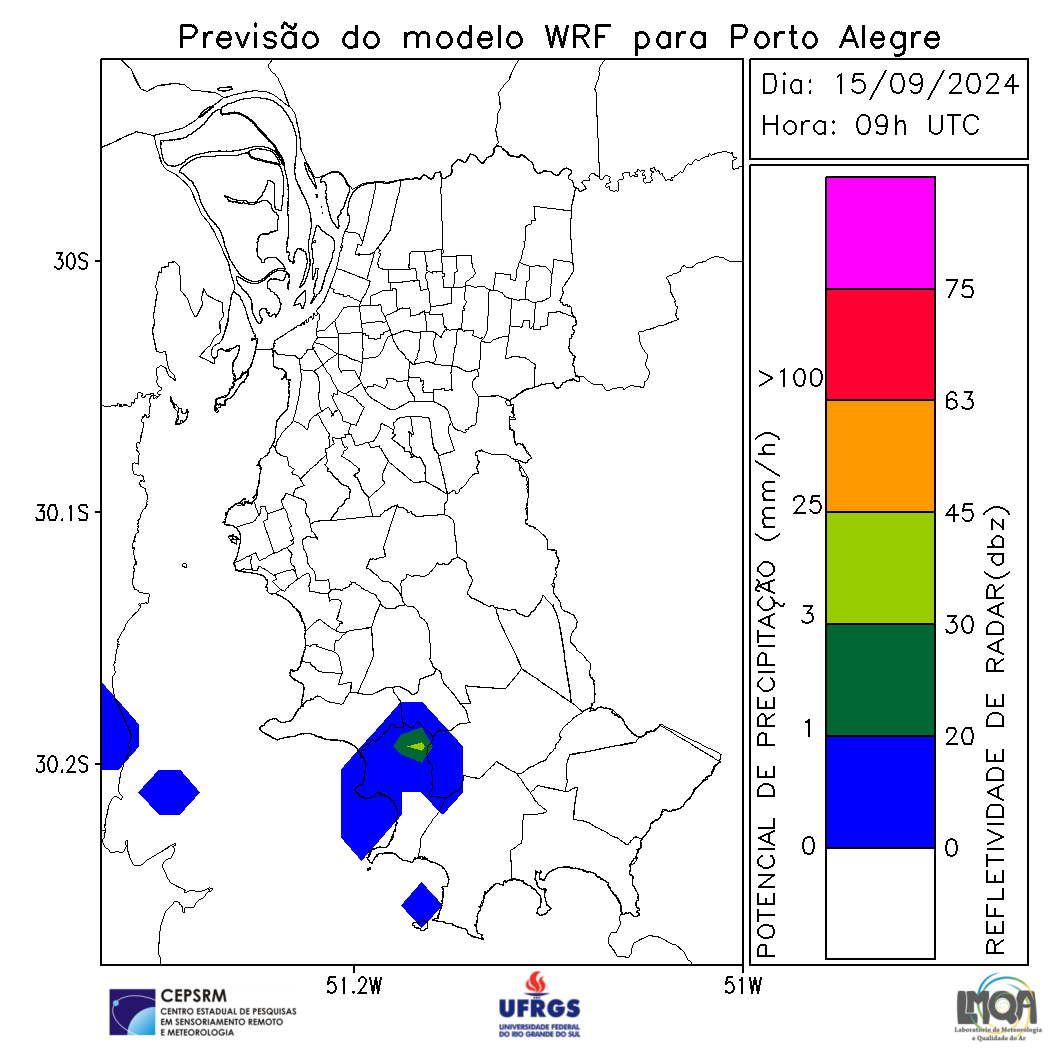 Previsão do modelo WRF para Porto Alegre
Dia: 15/09/2024
Hora: 09h UTC
30S
30.1S
30.2S
51.2W
51W
POTENCIAL DE PRECIPITAÇÃO (mm/h)
>100
25
3
1
0
75
63
45
30
20
0
REFLETIVIDADE DE RADAR(dbz)
CEPSRM
CENTRO ESTADUAL DE PESQUISAS
EM SENSORIAMENTO REMOTO
E METEOROLOGIA
UFRGS
UNIVERSIDADE FEDERAL
DO RIO GRANDE DO SUL
LMQA
Laboratório de Meteorologia
e Qualidade do Ar